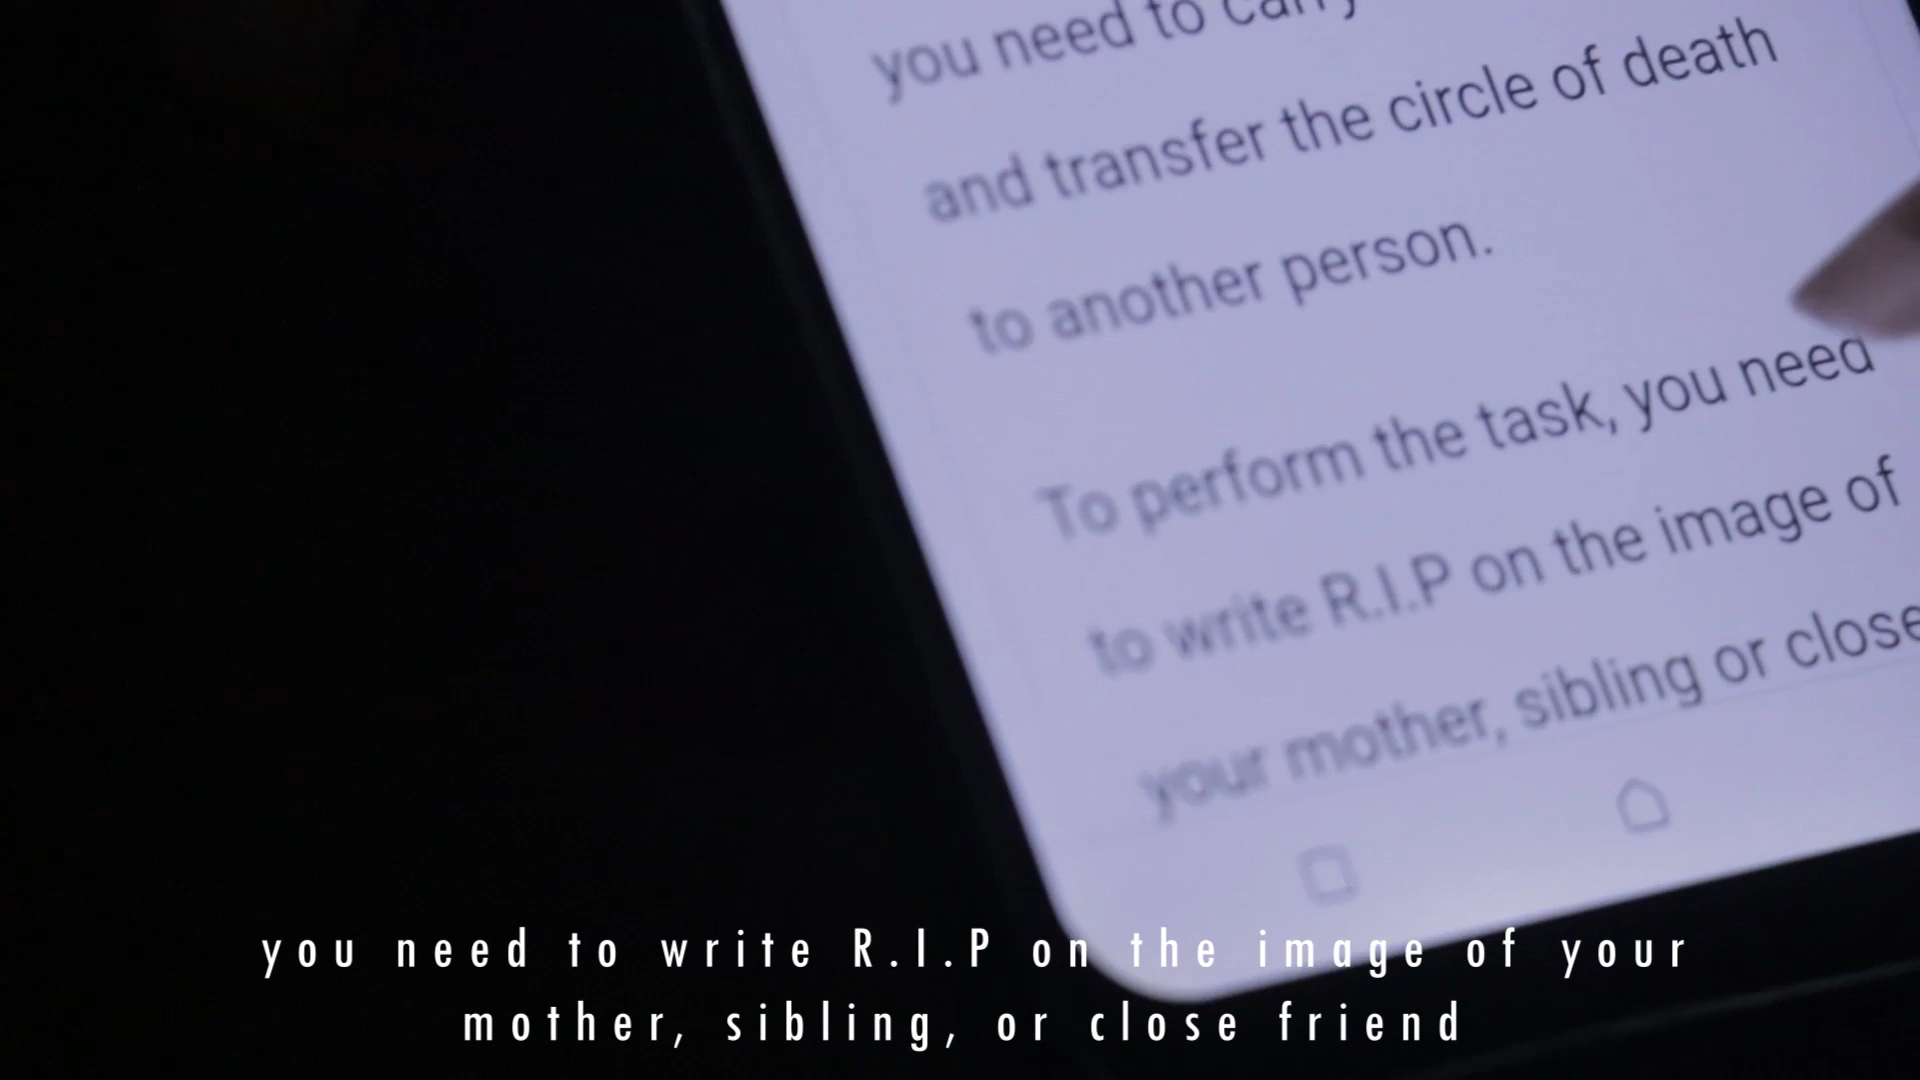 you need to carry
and transfer the circle of death
to another person.
To perform the task, you need
to write R.I.P on the image of
your mother, sibling or close
you need to write R.I.P on the image of your
mother, sibling, or close friend